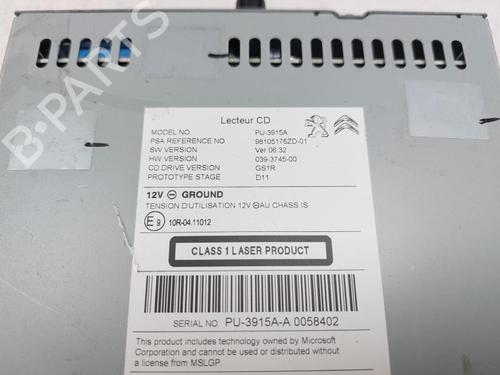 B-PARTS
Lecteur CD
MODEL NO. PU-3915A
PSA REFERENCE NO. 98105176ZD-01
SW VERSION Ver 06.32
HW VERSION 039-3745-00
CD DRIVE VERSION GS1R
PROTOTYPE STAGE D11
12V ⊖ GROUND
TENSION D'UTILISATION 12V ⊖AU CHASS IS
E9 10R-04.11012
CLASS 1 LASER PRODUCT
SERIAL NO. PU-3915A-A 0058402
This product includes technology owned by Microsoft
Corporation and cannot be used or distributed without
a license from MSLGP.